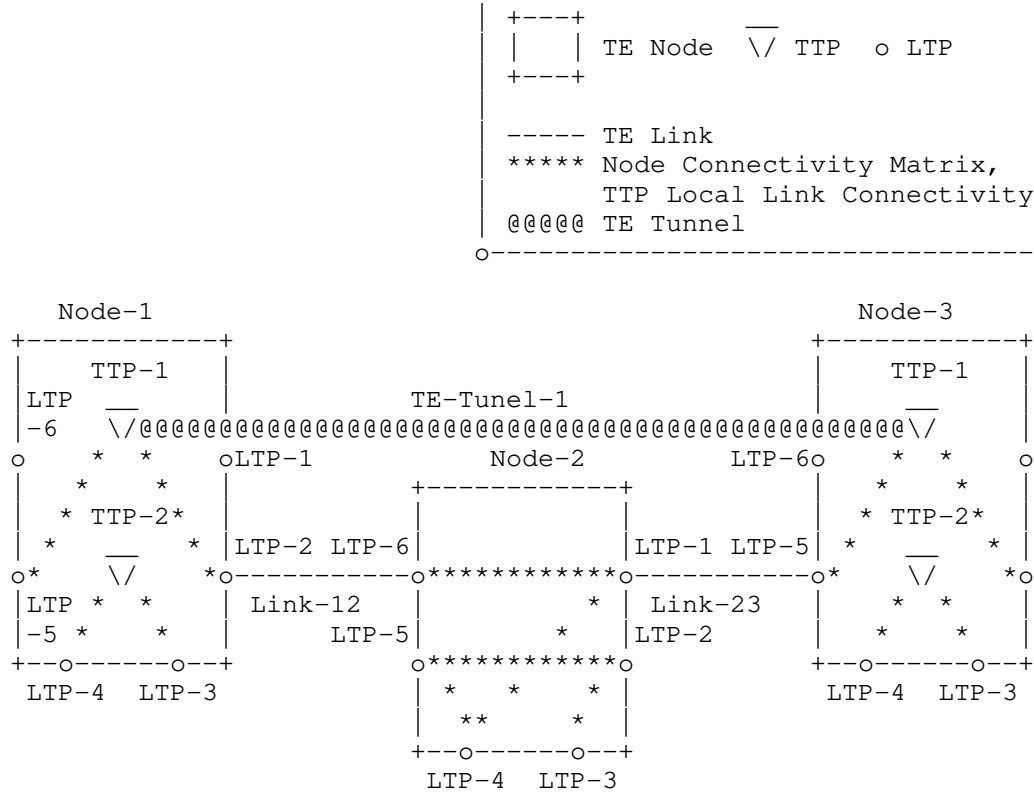 TE Node TTP o LTP
----- TE Link
***** Node Connectivity Matrix,
TTP Local Link Connectivity
@@@@@ TE Tunnel
Node-1 Node-3
TTP-1 TTP-1
LTP TE-Tunel-1
-6
LTP-1 Node-2 LTP-6
TTP-2 TTP-2
LTP-2 LTP-6 LTP-1 LTP-5
LTP Link-12 Link-23
-5 LTP-5 LTP-2
LTP-4 LTP-3 LTP-4 LTP-3
LTP-4 LTP-3